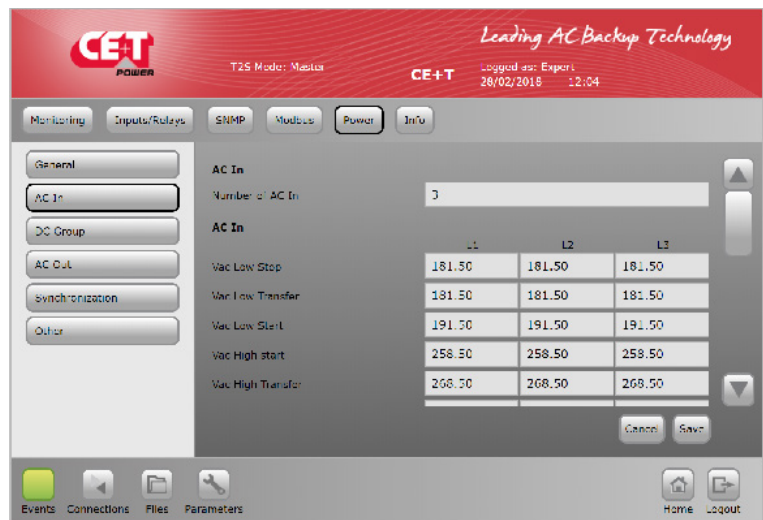 CE+T
POWER
Leading AC Backup Technology
T2S Mode: Master
CE+T
Logged as: Expert
28/02/2018 12:04
Monitoring Inputs/Relays SNMP Modbus Power Info
General
AC In
DC Group
AC Out
Synchronization
Other
AC In
Number of AC In 3
AC In
L1 L2 L3
Vac Low Stop 181.50 181.50 181.50
Vac Low Transfer 181.50 181.50 181.50
Vac Low Start 191.50 191.50 191.50
Vac High start 258.50 258.50 258.50
Vac High Transfer 268.50 268.50 268.50
Cancel Save
Events Connections Files Parameters Home Logout